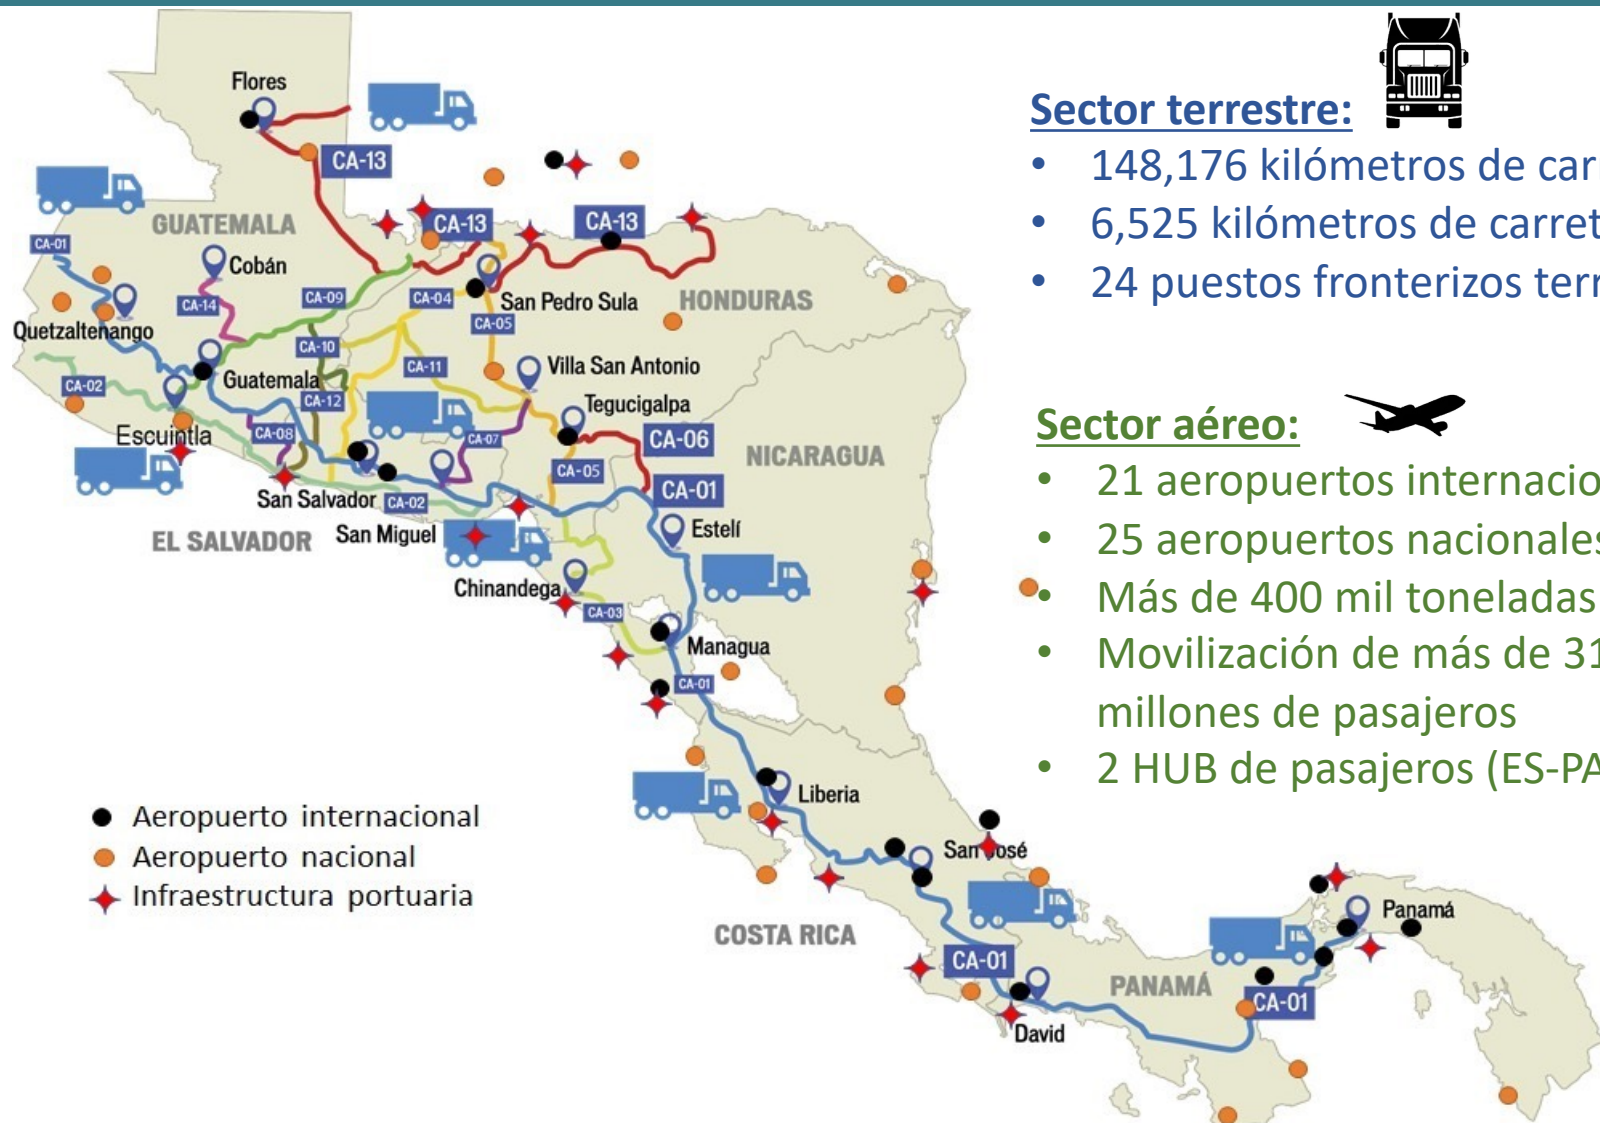 Sector terrestre:
• 148,176 kilómetros de
• 6,525 kilómetros de
• 24 puestos fronterizos
Sector aéreo:
• 21 aeropuertos
• 25 aeropuertos nacionales
• Más de 400 mil toneladas
• Movilización de más de 31
millones de pasajeros
• 2 HUB de pasajeros (ES-PA
Flores
CA-13
GUATEMALA
CA-13
CA-13
CA-01
Cobán
CA-14
CA-09
CA-04
San Pedro Sula
HONDURAS
Quetzaltenango
CA-05
CA-10
CA-11
Villa San Antonio
CA-02
Guatemala
CA-12
Tegucigalpa
Escuintla
CA-08
CA-07
CA-06
NICARAGUA
CA-05
CA-01
San Salvador
CA-02
EL SALVADOR
San Miguel
Estelí
Chinandega
CA-03
Managua
CA-01
Liberia
San José
Aeropuerto internacional
Aeropuerto nacional
Infraestructura portuaria
COSTA RICA
Panamá
CA-01
PANAMÁ
CA-01
David